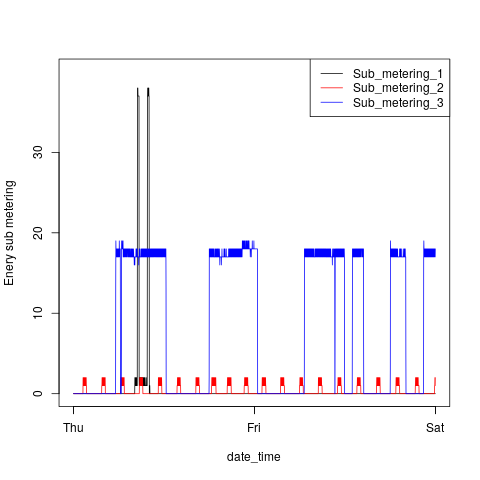 Sub_metering_1
Sub_metering_2
Sub_metering_3
30
20
10
0
Enery sub metering
Thu Fri Sat
date_time